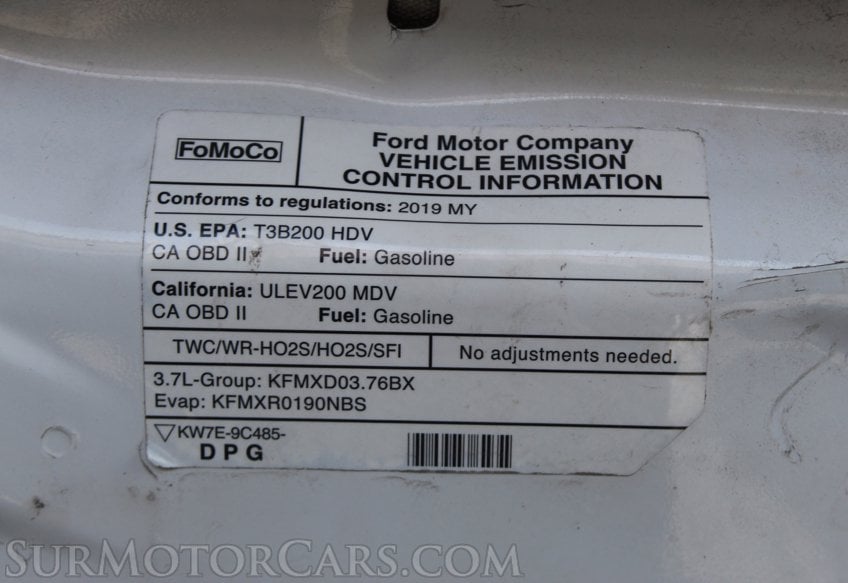 FoMoCo
Ford Motor Company
VEHICLE EMISSION
CONTROL INFORMATION
Conforms to regulations: 2019 MY
U.S. EPA: T3B200 HDV
CA OBD II Fuel: Gasoline
California: ULEV200 MDV
CA OBD II Fuel: Gasoline
TWC/WR-HO2S/HO2S/SFI No adjustments needed.
3.7L-Group: KFMXD03.76BX
Evap: KFMXR0190NBS
KW7E-9C485-
DPG
SURMOTORCARS.COM